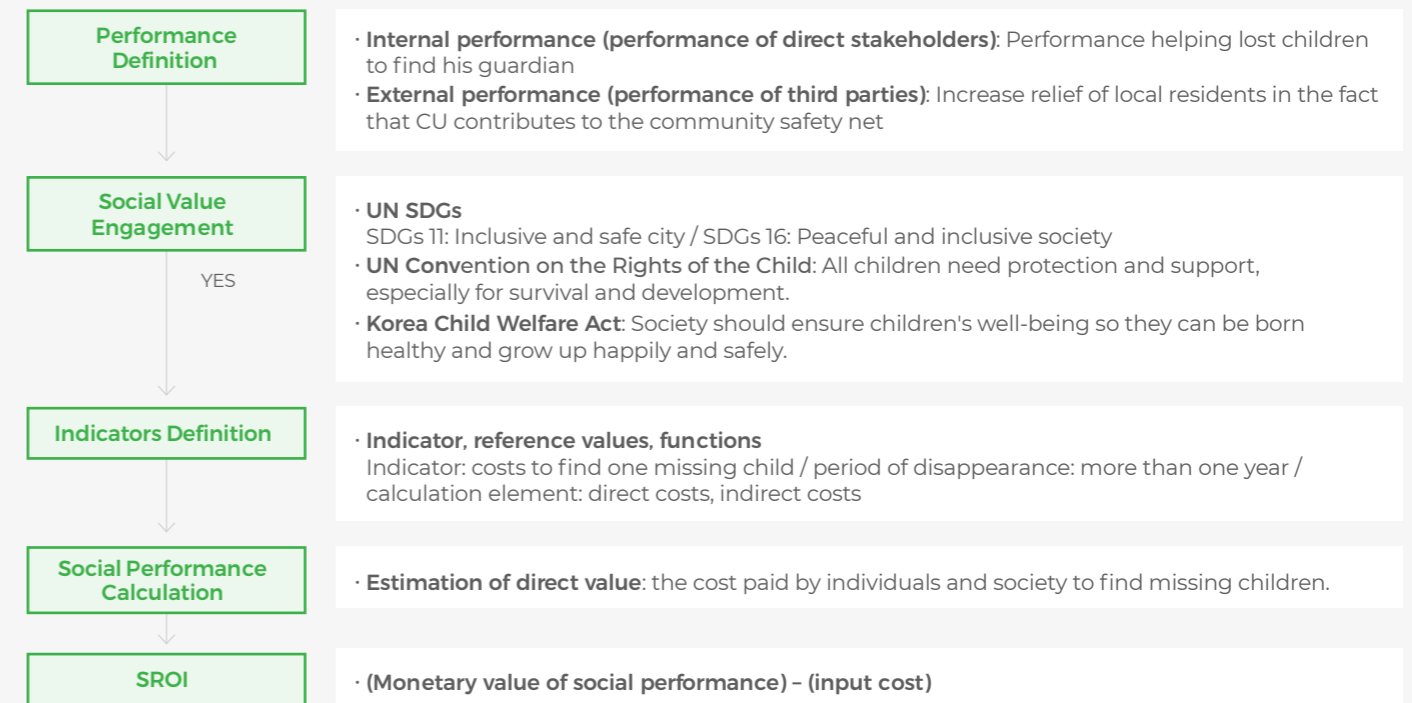 Performance
Definition
· Internal performance (performance of direct stakeholders): Performance helping lost children
to find his guardian
· External performance (performance of third parties): Increase relief of local residents in the fact
that CU contributes to the community safety net
Social Value
Engagement
YES
· UN SDGs
SDGs 11: Inclusive and safe city / SDGs 16: Peaceful and inclusive society
· UN Convention on the Rights of the Child: All children need protection and support,
especially for survival and development.
· Korea Child Welfare Act: Society should ensure children's well-being so they can be born
healthy and grow up happily and safely.
Indicators Definition
· Indicator, reference values, functions
Indicator: costs to find one missing child / period of disappearance: more than one year /
calculation element: direct costs, indirect costs
Social Performance
Calculation
· Estimation of direct value: the cost paid by individuals and society to find missing children.
SROI
· (Monetary value of social performance) – (input cost)